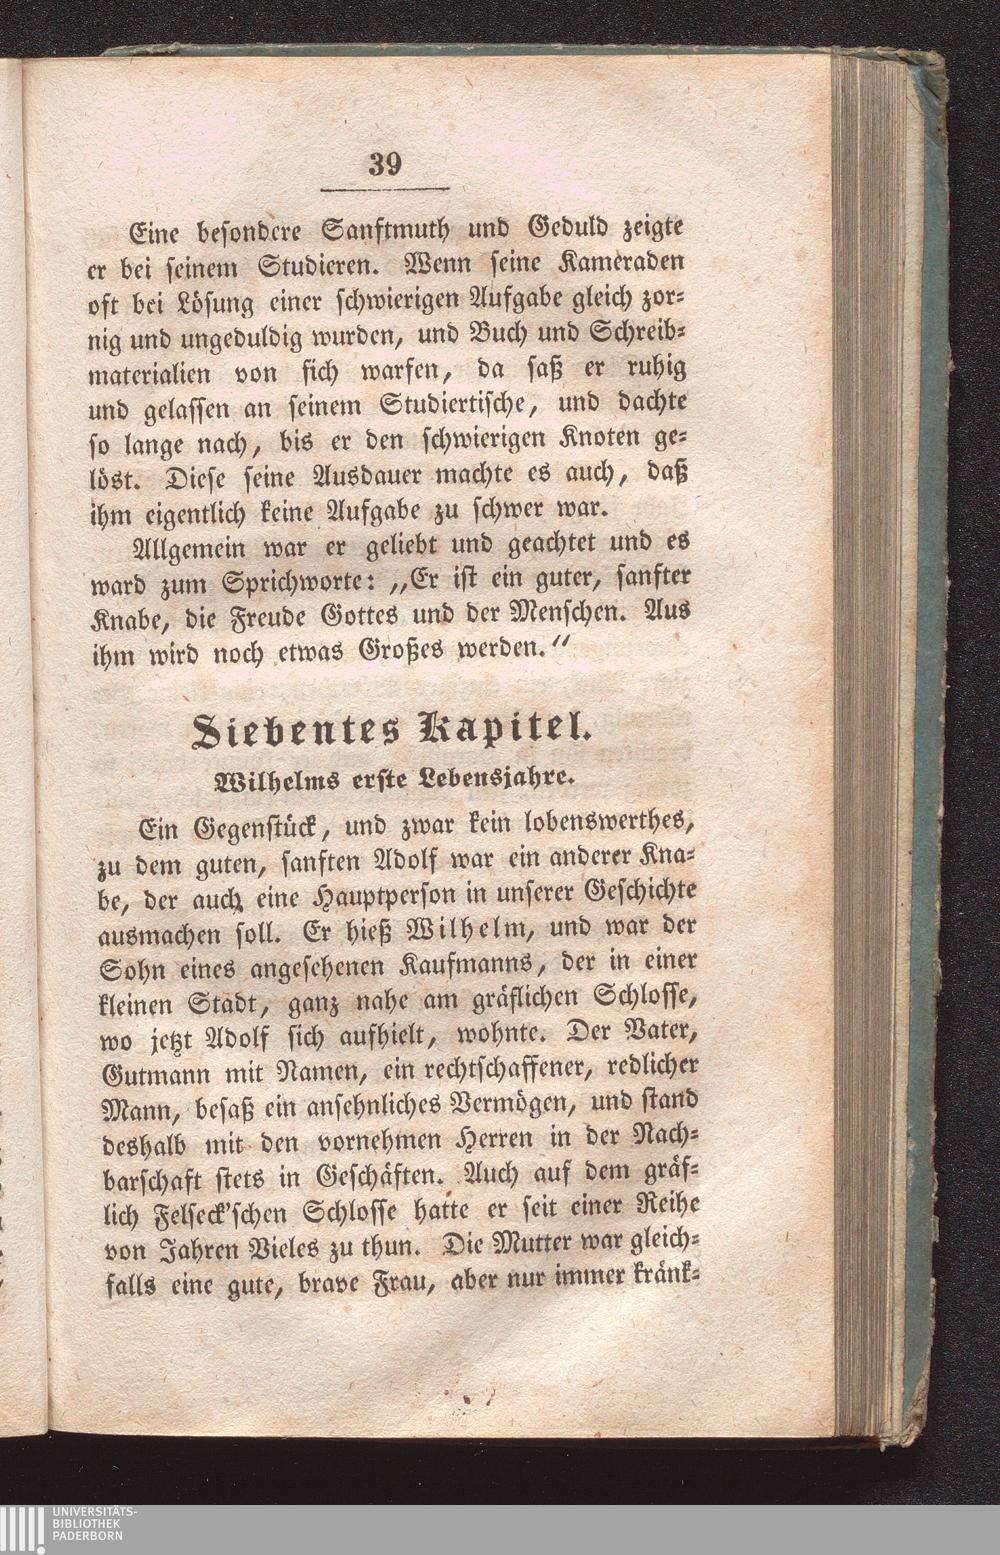 39
Eine besondere Sanftmuth und Geduld zeigte
er bei seinem Studieren. Wenn seine Kameraden
oft bei Lösung einer schwierigen Aufgabe gleich zor-
nig und ungeduldig wurden, und Buch und Schreib-
materialien von sich warfen, da saß er ruhig
und gelassen an seinem Studiertische, und dachte
so lange nach, bis er den schwierigen Knoten ge-
löst. Diese seine Ausdauer machte es auch, daß
ihm eigentlich keine Aufgabe zu schwer war.
Allgemein war er geliebt und geachtet und es
ward zum Sprichworte: „Er ist ein guter, sanfter
Knabe, die Freude Gottes und der Menschen. Aus
ihm wird noch etwas Großes werden.“
Siebentes Kapitel.
Wilhelms erste Lebensjahre.
Ein Gegenstück, und zwar kein lobenswerthes,
zu dem guten, sanften Adolf war ein anderer Kna-
be, der auch eine Hauptperson in unserer Geschichte
ausmachen soll. Er hieß Wilhelm, und war der
Sohn eines angesehenen Kaufmanns, der in einer
kleinen Stadt, ganz nahe am gräflichen Schlosse,
wo jetzt Adolf sich aufhielt, wohnte. Der Vater,
Gutmann mit Namen, ein rechtschaffener, redlicher
Mann, besaß ein ansehnliches Vermögen, und stand
deshalb mit den vornehmen Herren in der Nach-
barschaft stets in Geschäften. Auch auf dem gräf-
lich Felseck'schen Schlosse hatte er seit einer Reihe
von Jahren Vieles zu thun. Die Mutter war gleich-
falls eine gute, brave Frau, aber nur immer kränk-
UNIVERSITÄTS-
BIBLIOTHEK
PADERBORN